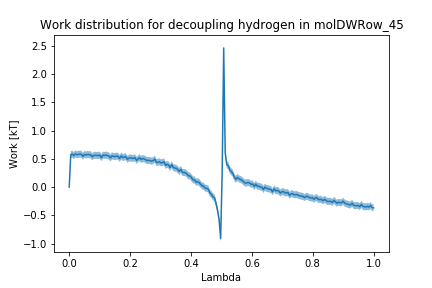 Work distribution for decoupling hydrogen in molDWRow_45
Work [kT]
2.5
2.0
1.5
1.0
0.5
0.0
−0.5
−1.0
0.0 0.2 0.4 0.6 0.8 1.0
Lambda